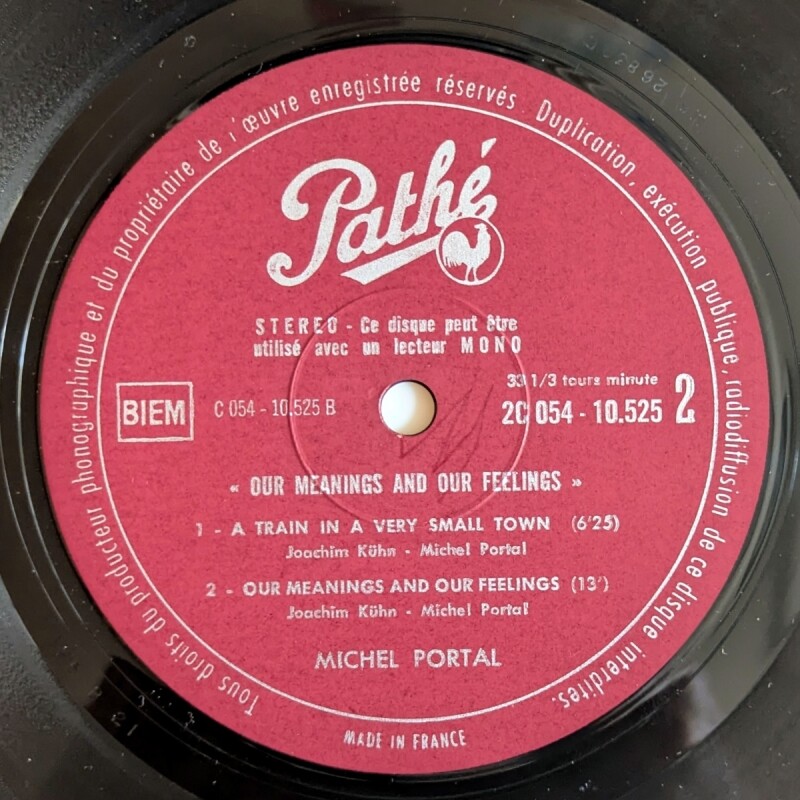 Tous droits du producteur phonographique et du propriétaire de l'œuvre enregistrée réservés. Duplication, exécution publique, radiodiffusion de ce disque interdites.
Pathé
STEREO - Ce disque peut être
utilisé avec un lecteur MONO
33 1/3 tours minute
BIEM
C 054 - 10.525 B
2C 054 - 10.525 2
« OUR MEANINGS AND OUR FEELINGS »
1 - A TRAIN IN A VERY SMALL TOWN (6'25)
Joachim Kühn - Michel Portal
2 - OUR MEANINGS AND OUR FEELINGS (13')
Joachim Kühn - Michel Portal
MICHEL PORTAL
MADE IN FRANCE